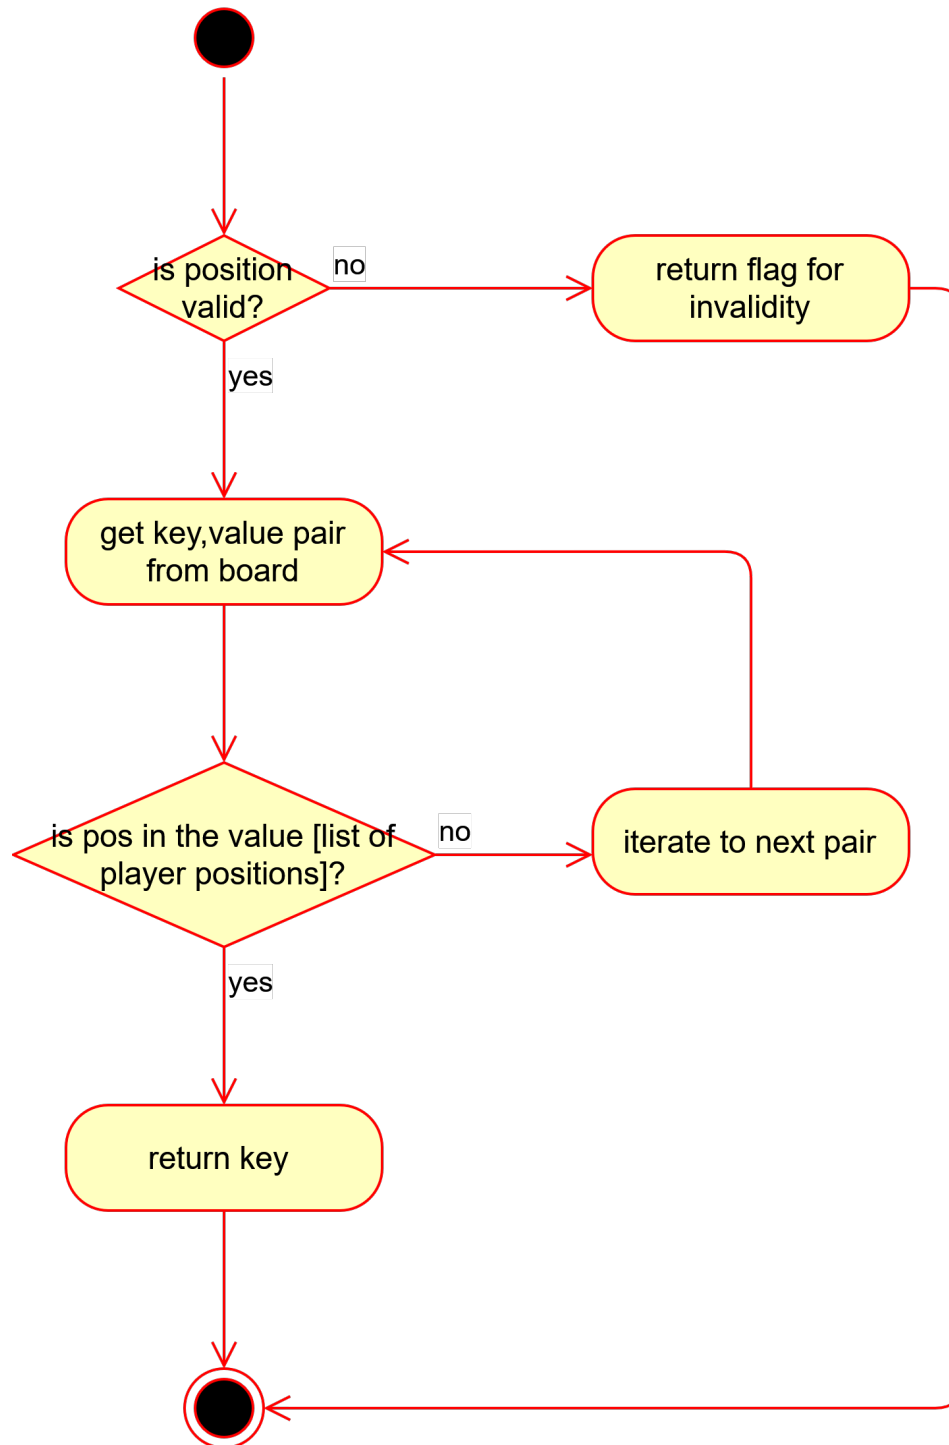 is position
valid?
no
return flag for
invalidity
yes
get key,value pair
from board
is pos in the value [list of
player positions]?
no
iterate to next pair
yes
return key